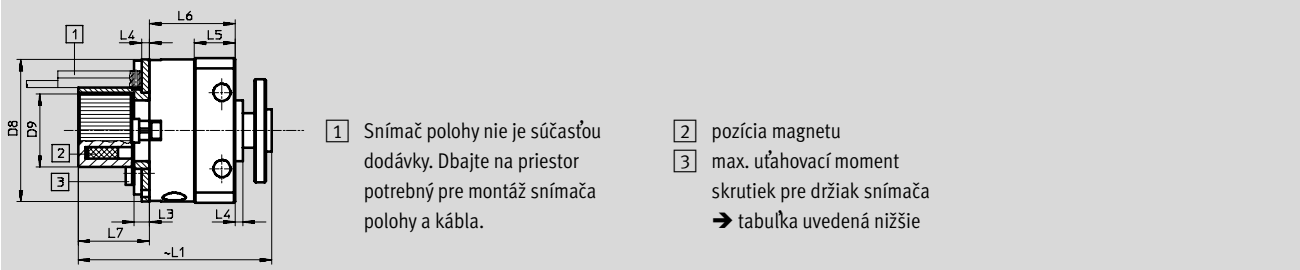 L6
L4
L5
1
D8
D9
2
3
L3
L4
L7
~L1
1 Snímač polohy nie je súčasťou
dodávky. Dbajte na priestor
potrebný pre montáž snímača
polohy a kábla.
2 pozícia magnetu
3 max. uťahovací moment
skrutiek pre držiak snímača
➔ tabuľka uvedená nižšie